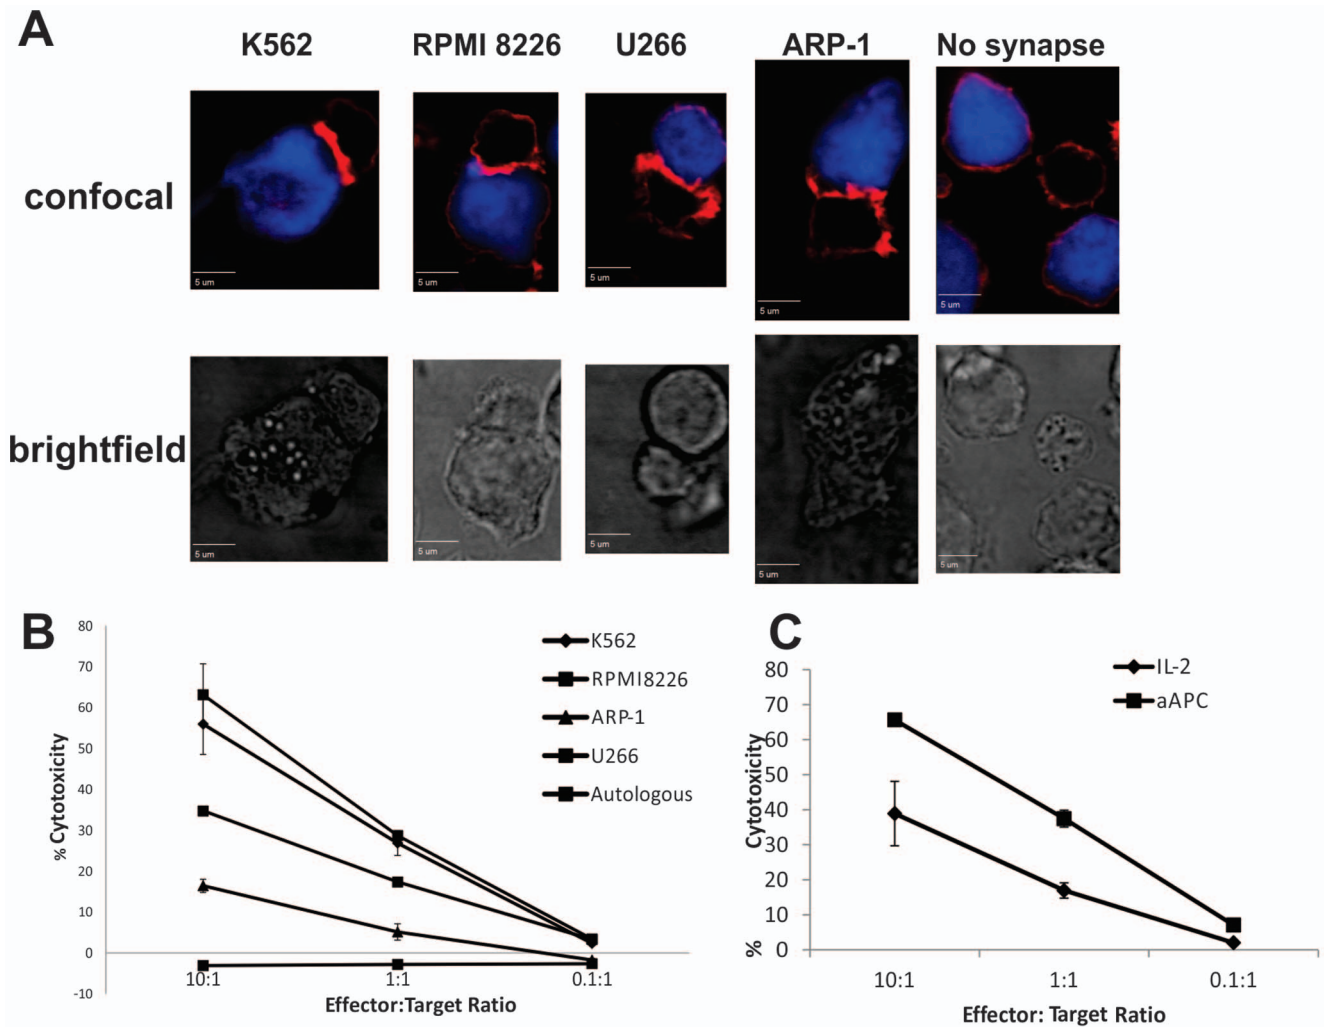 A
K562
RPMI 8226
U266
ARP-1
No synapse
confocal
5 um
5 um
5 um
5 um
5 um
brightfield
5 um
5 um
5 um
5 um
5 um
B
80
70
60
50
40
30
20
10
0
-10
% Cytotoxicity
K562
RPMI8226
ARP-1
U266
Autologous
10:1
1:1
0.1:1
Effector:Target Ratio
C
80
70
60
50
40
30
20
10
0
% Cytotoxicity
IL-2
aAPC
10:1
1:1
0.1:1
Effector: Target Ratio